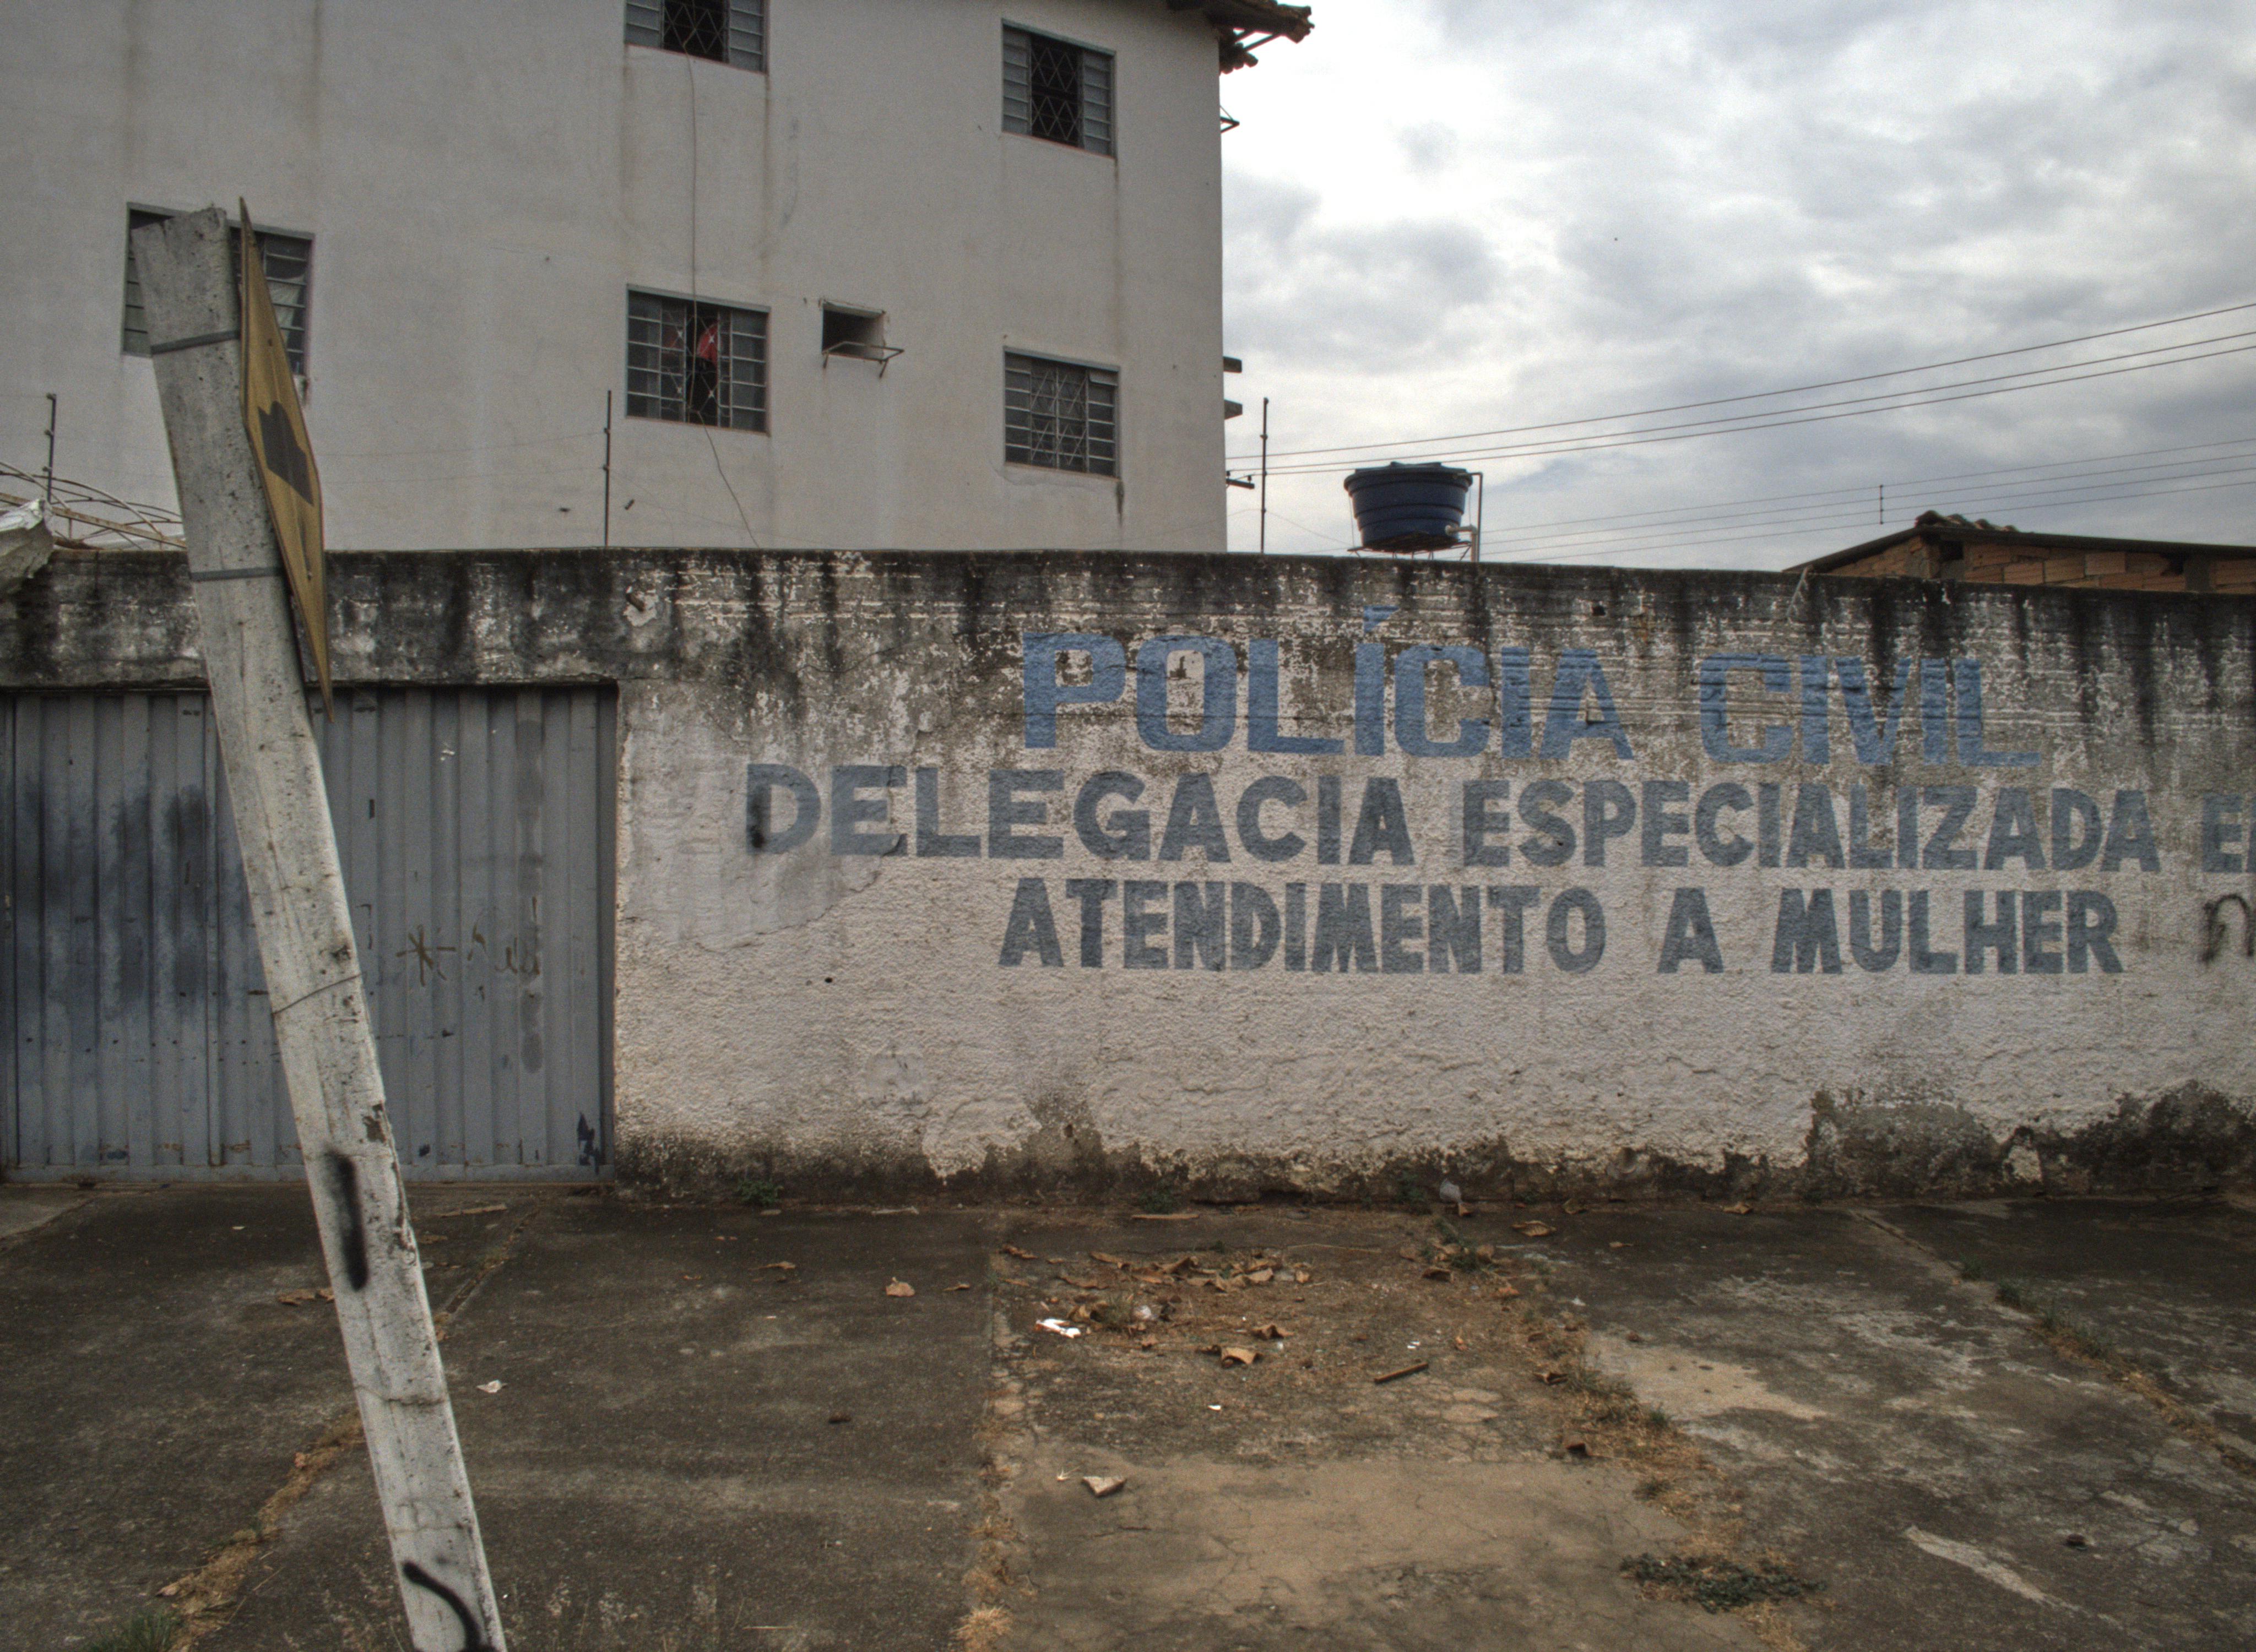 POLÍCIA CIVIL
DELEGACIA ESPECIALIZADA
ATENDIMENTO A MULHER